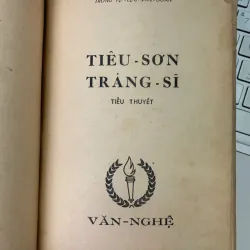 TIÊU-SƠN
TRÁNG-SĨ
TIỂU THUYẾT
VĂN-NGHỆ